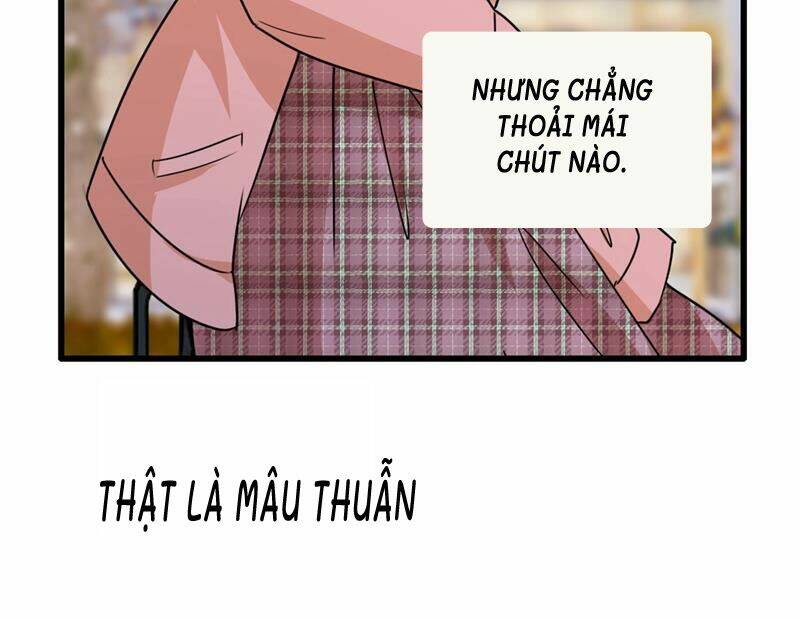 NHƯNG CHẲNG
THOẢI MÁI
CHÚT NÀO.
THẬT LÀ MÂU THUẪN